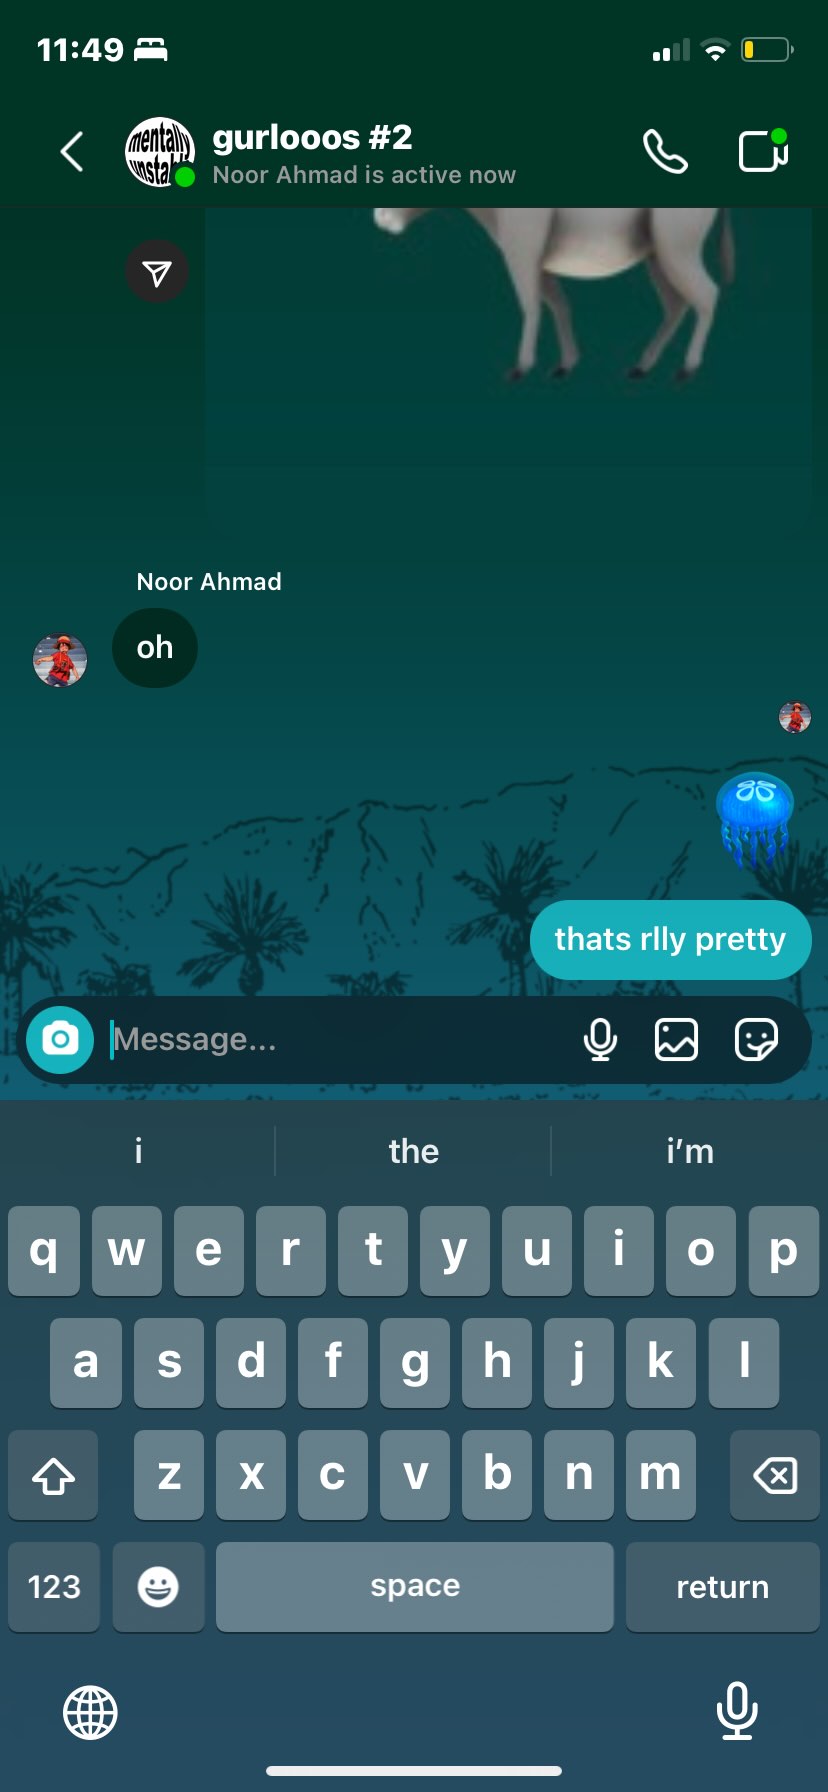 11:49
mentally
unstable
gurlooos #2
Noor Ahmad is active now
Noor Ahmad
oh
thats rlly pretty
Message...
i the i'm
q w e r t y u i o p
a s d f g h j k l
z x c v b n m
123 space return